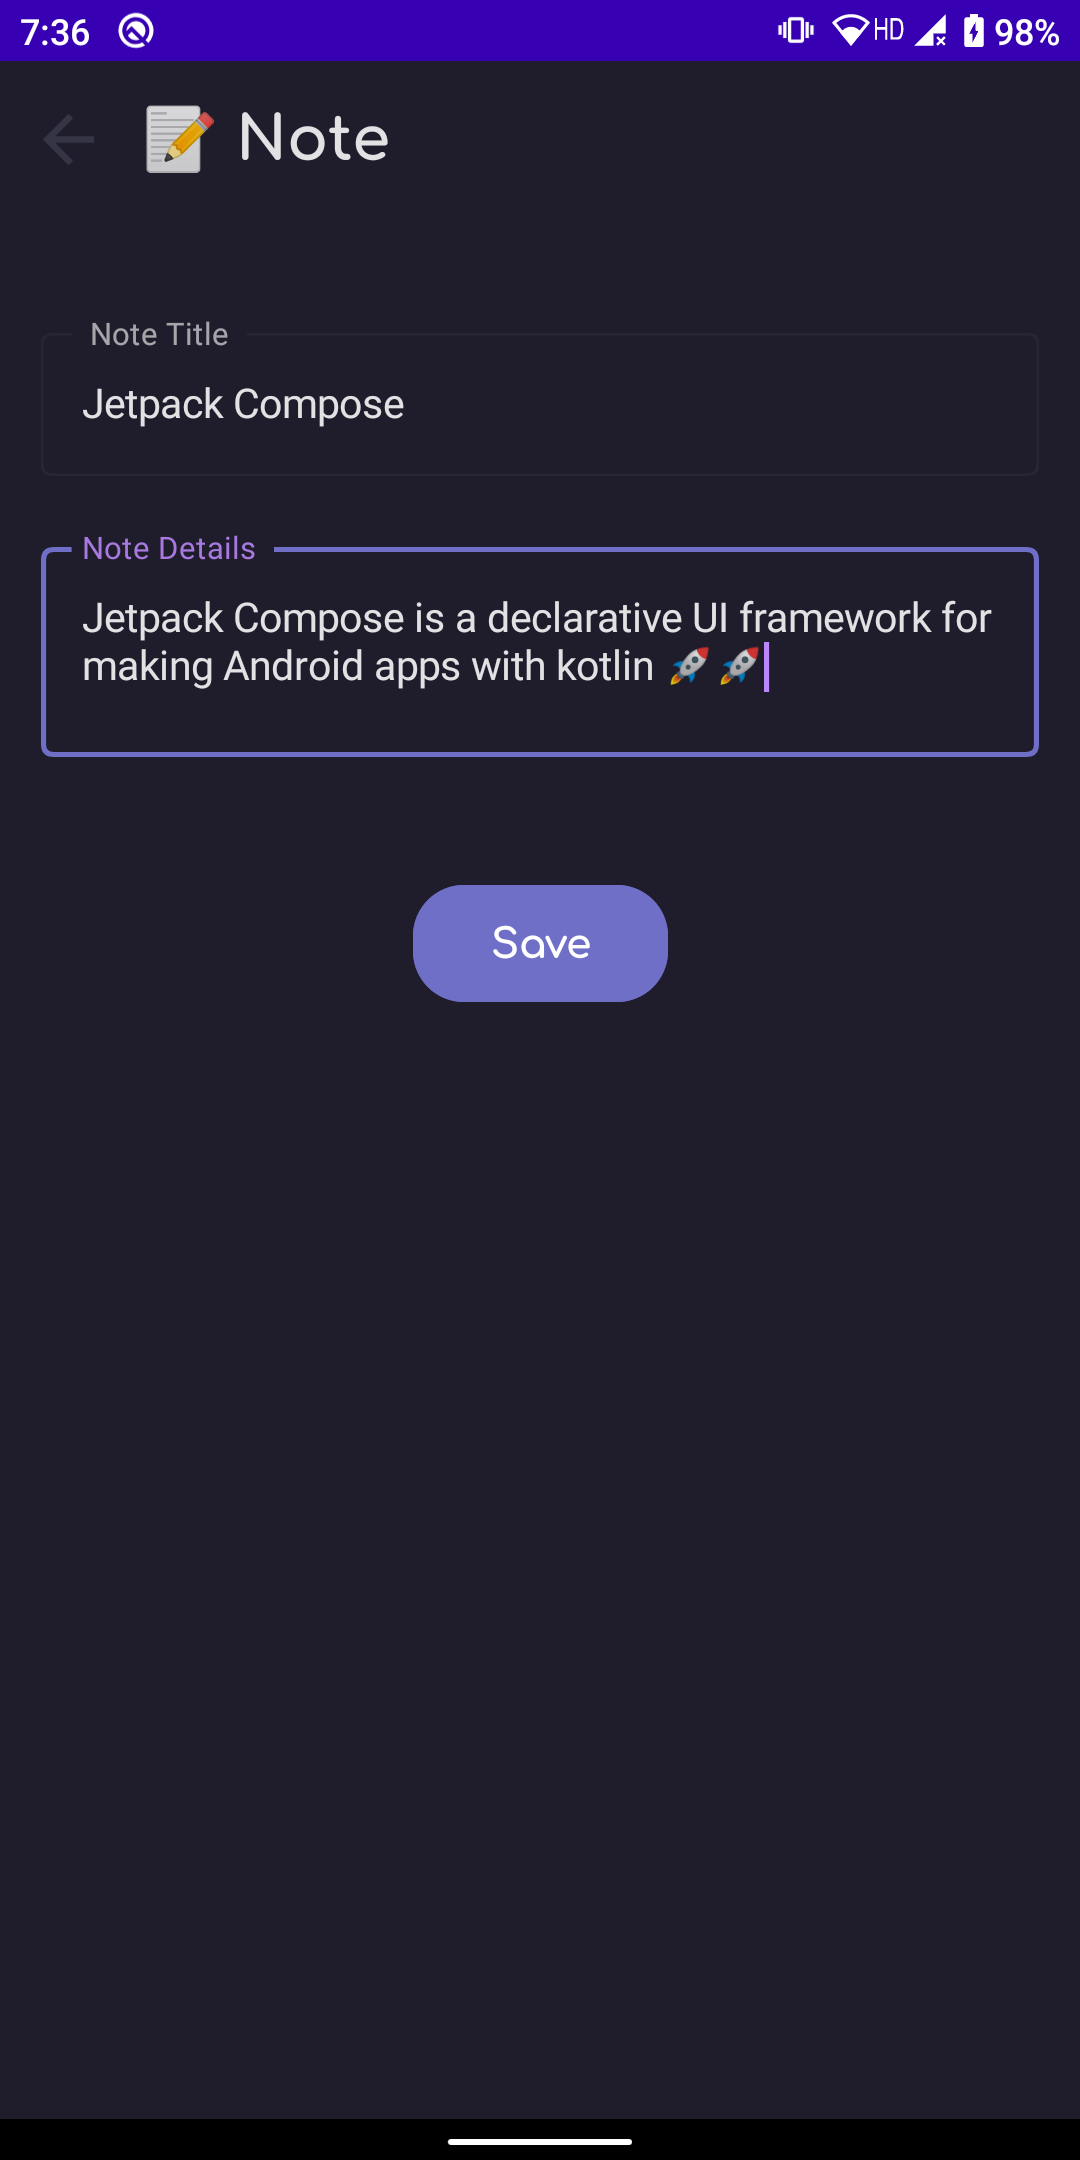 7:36 HD 98%
📝 Note
Note Title
Jetpack Compose
Note Details
Jetpack Compose is a declarative UI framework for
making Android apps with kotlin 🚀 🚀
Save